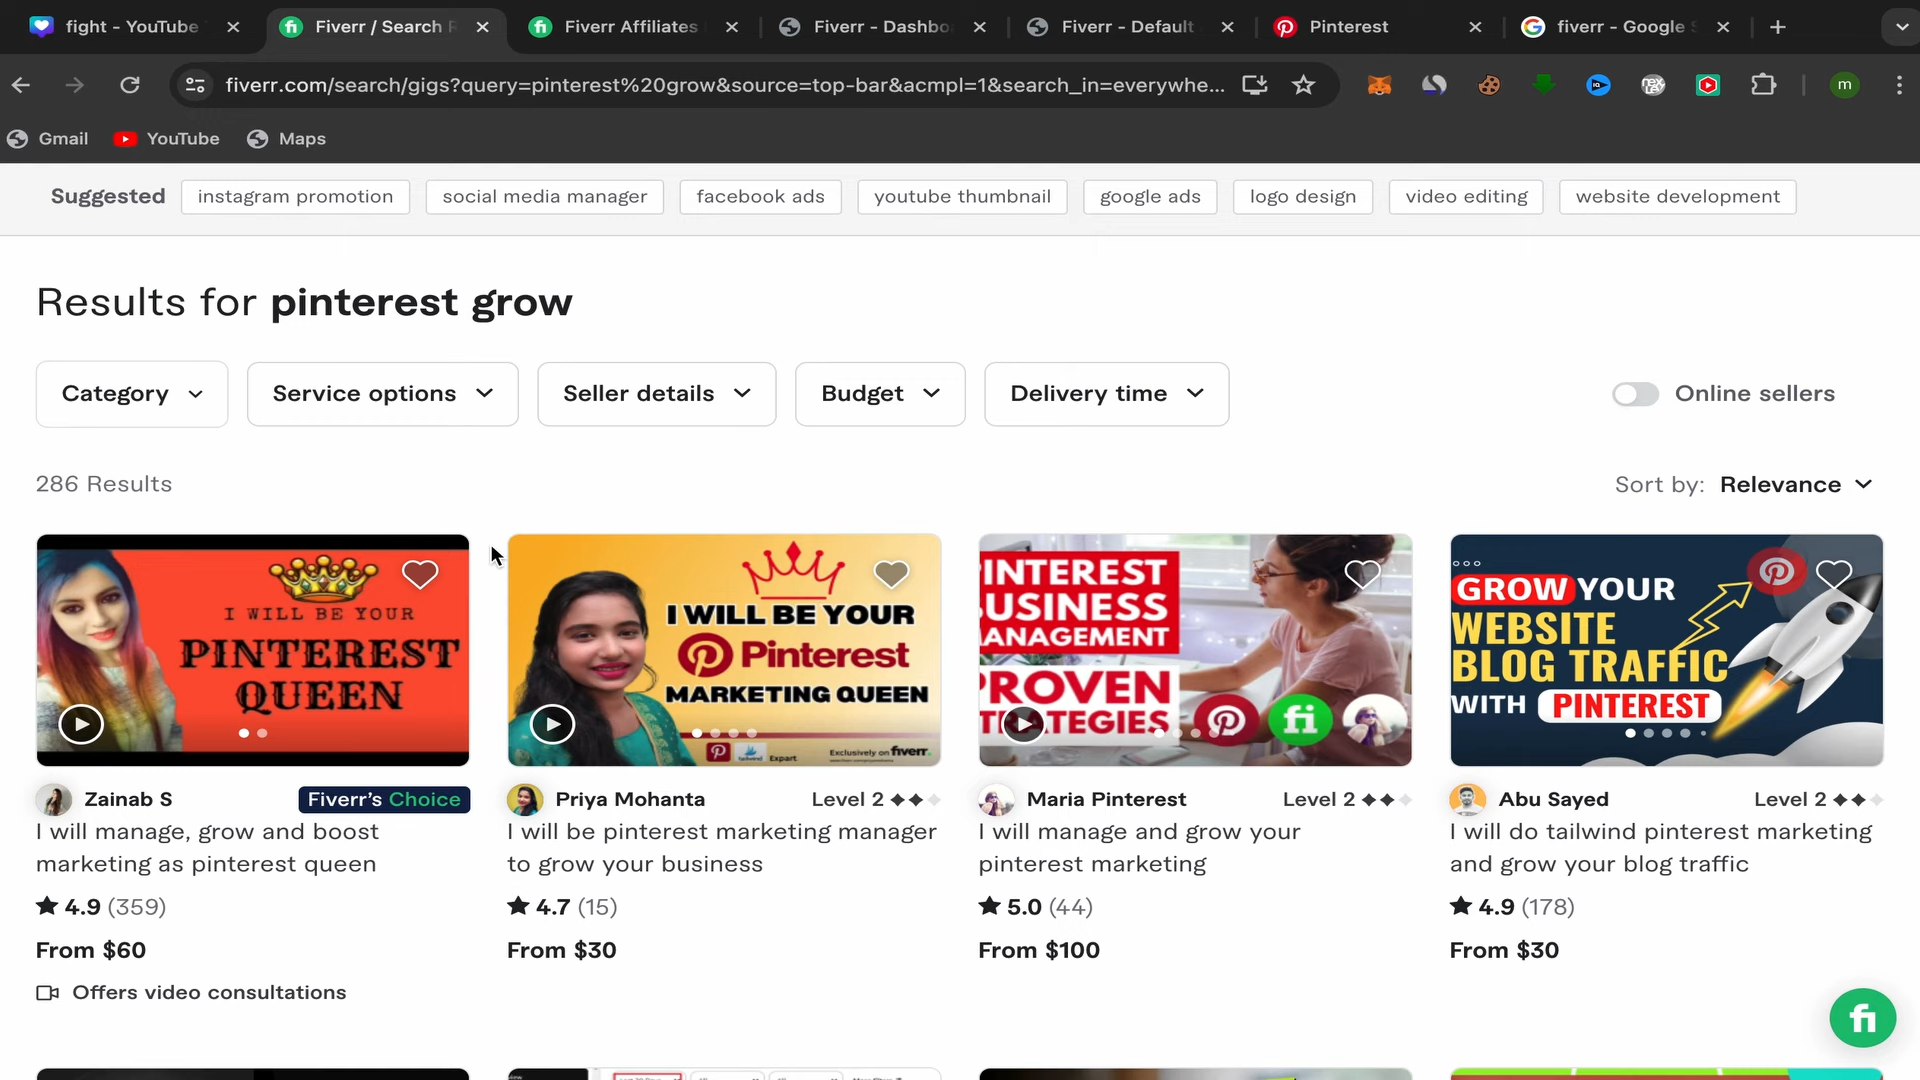 fight - YouTube
Fiverr / Search R
Fiverr Affiliates
Fiverr - Dashbo
Fiverr - Default
Pinterest
fiverr - Google S
fiverr.com/search/gigs?query=pinterest%20grow&source=top-bar&acmpl=1&search_in=everywhe...
m
Gmail
YouTube
Maps
Suggested
instagram promotion
social media manager
facebook ads
youtube thumbnail
google ads
logo design
video editing
website development
Results for pinterest grow
Category
Service options
Seller details
Budget
Delivery time
Online sellers
286 Results
Sort by: Relevance
I WILL BE YOUR
PINTEREST
QUEEN
I WILL BE YOUR
Pinterest
MARKETING QUEEN
tailwind Expart
Exclusively on fiverr.
INTEREST
USINESS
ANAGEMENT
PROVEN
TRATEGIES
fi
GROW YOUR
WEBSITE
BLOG TRAFFIC
WITH PINTEREST
Zainab S
Fiverr's Choice
I will manage, grow and boost
marketing as pinterest queen
4.9 (359)
From $60
Offers video consultations
Priya Mohanta
Level 2
I will be pinterest marketing manager
to grow your business
4.7 (15)
From $30
Maria Pinterest
Level 2
I will manage and grow your
pinterest marketing
5.0 (44)
From $100
Abu Sayed
Level 2
I will do tailwind pinterest marketing
and grow your blog traffic
4.9 (178)
From $30
fi